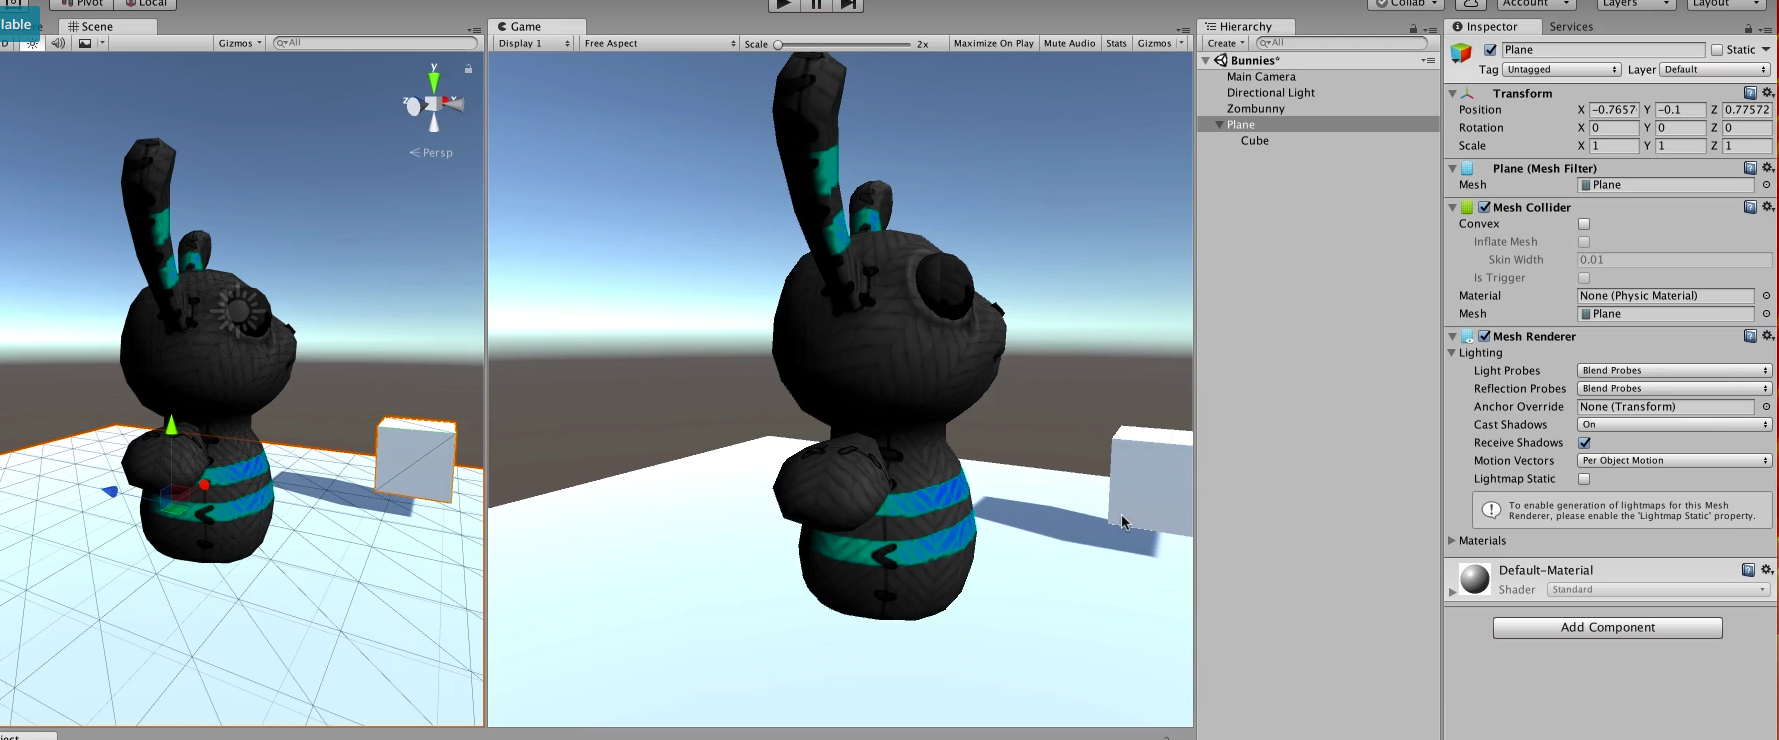 Pivot
Local
Collab
Account
Layers
Layout
lable
Scene
Gizmos
All
y
z
x
Persp
Game
Display 1
Free Aspect
Scale
2x
Maximize On Play
Mute Audio
Stats
Gizmos
Hierarchy
Create
All
Bunnies*
Main Camera
Directional Light
Zombunny
Plane
Cube
Inspector
Services
Plane
Static
Tag Untagged Layer Default
Transform
Position X -0.7657 Y -0.1 Z 0.77572
Rotation X 0 Y 0 Z 0
Scale X 1 Y 1 Z 1
Plane (Mesh Filter)
Mesh Plane
Mesh Collider
Convex
Inflate Mesh
Skin Width 0.01
Is Trigger
Material None (Physic Material)
Mesh Plane
Mesh Renderer
Lighting
Light Probes Blend Probes
Reflection Probes Blend Probes
Anchor Override None (Transform)
Cast Shadows On
Receive Shadows
Motion Vectors Per Object Motion
Lightmap Static
To enable generation of lightmaps for this Mesh
Renderer, please enable the 'Lightmap Static' property.
Materials
Default-Material
Shader Standard
Add Component